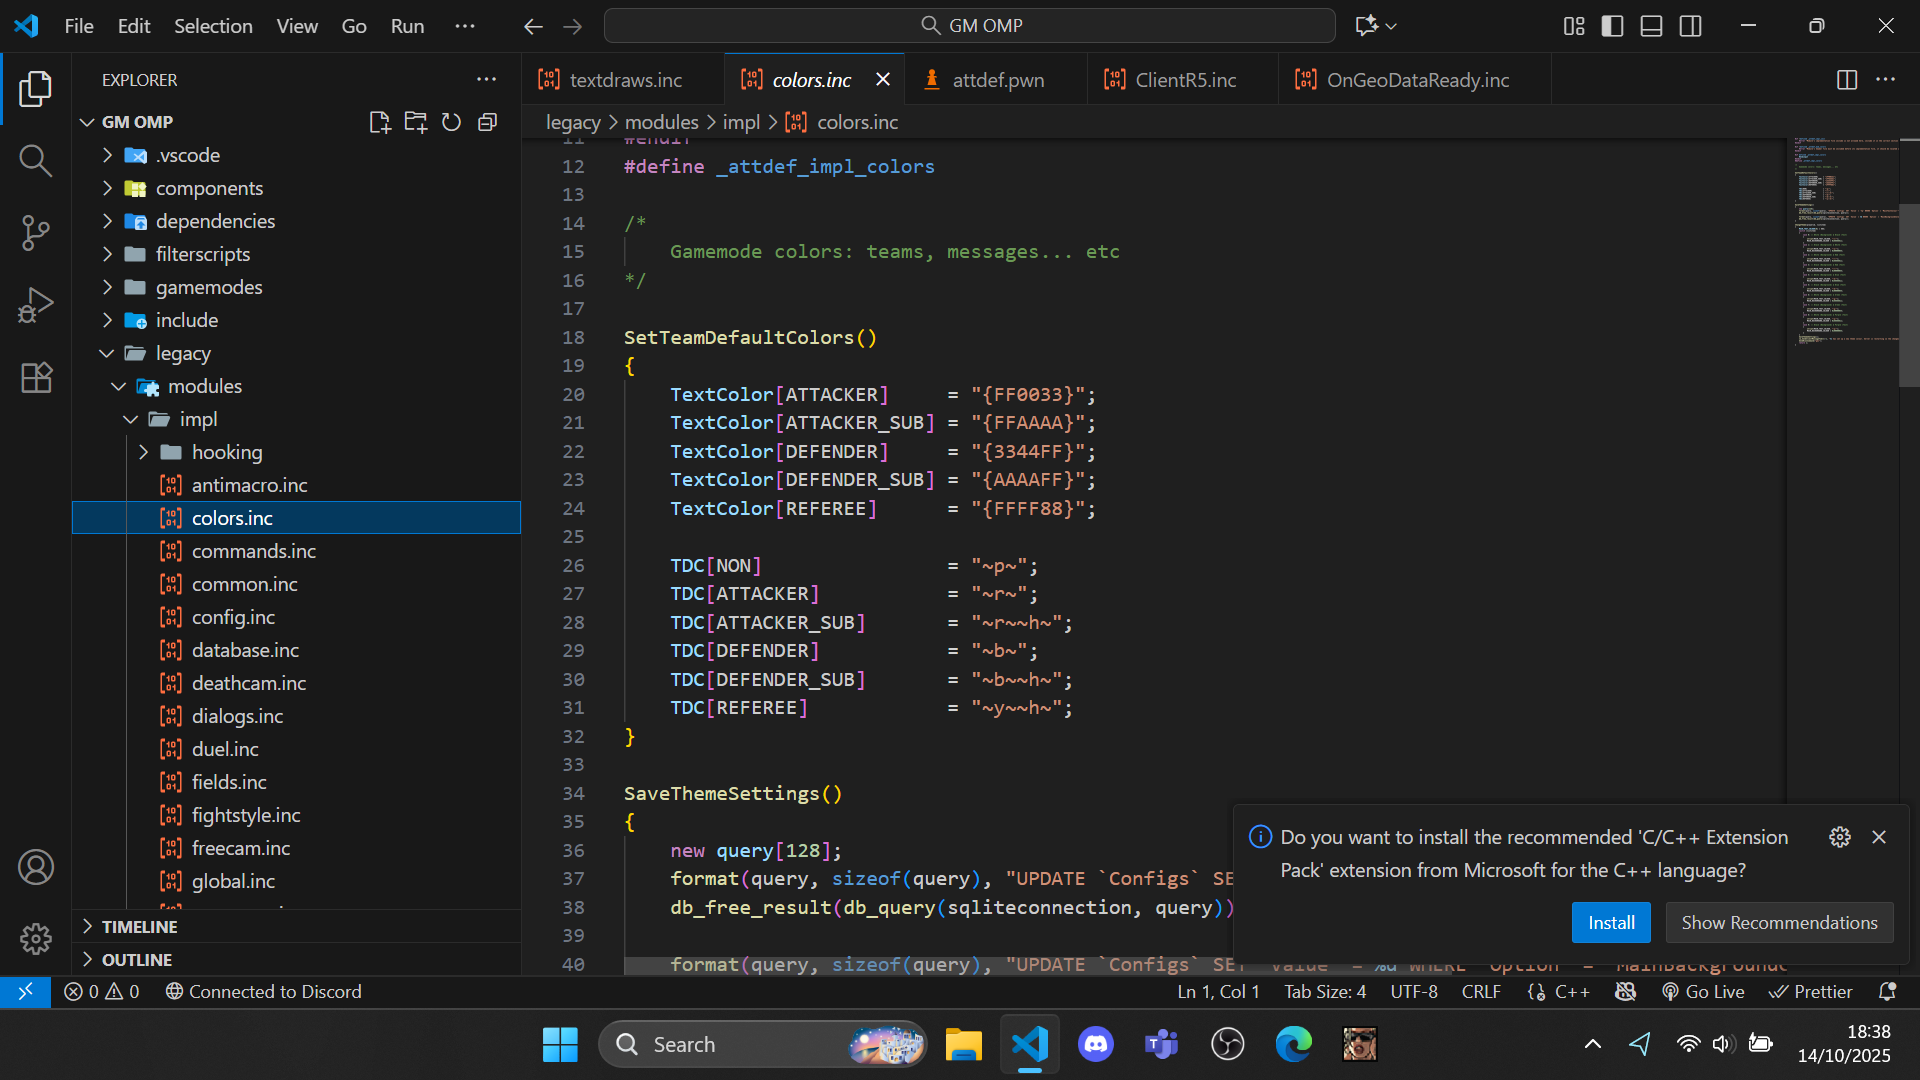 File Edit Selection View Go Run ...
GM OMP
EXPLORER
GM OMP
.vscode
components
dependencies
filterscripts
gamemodes
include
legacy
modules
impl
hooking
antimacro.inc
colors.inc
commands.inc
common.inc
config.inc
database.inc
deathcam.inc
dialogs.inc
duel.inc
fields.inc
fightstyle.inc
freecam.inc
global.inc
TIMELINE
OUTLINE
textdraws.inc colors.inc attdef.pwn ClientR5.inc OnGeoDataReady.inc
legacy > modules > impl > colors.inc
11 #endif
12 #define _attdef_impl_colors
13
14 /*
15 Gamemode colors: teams, messages... etc
16 */
17
18 SetTeamDefaultColors()
19 {
20 TextColor[ATTACKER] = "{FF0033}";
21 TextColor[ATTACKER_SUB] = "{FFAAAA}";
22 TextColor[DEFENDER] = "{3344FF}";
23 TextColor[DEFENDER_SUB] = "{AAAAFF}";
24 TextColor[REFEREE] = "{FFFF88}";
25
26 TDC[NON] = "~p~";
27 TDC[ATTACKER] = "~r~";
28 TDC[ATTACKER_SUB] = "~r~~h~";
29 TDC[DEFENDER] = "~b~";
30 TDC[DEFENDER_SUB] = "~b~~h~";
31 TDC[REFEREE] = "~y~~h~";
32 }
33
34 SaveThemeSettings()
35 {
36 new query[128];
37 format(query, sizeof(query), "UPDATE `Configs` SE
38 db_free_result(db_query(sqliteconnection, query))
39
40 format(query, sizeof(query), "UPDATE `Configs` SET
Do you want to install the recommended 'C/C++ Extension
Pack' extension from Microsoft for the C++ language?
Install Show Recommendations
0 0 Connected to Discord
Ln 1, Col 1 Tab Size: 4 UTF-8 CRLF {} C++ Go Live Prettier
Search
18:38
14/10/2025